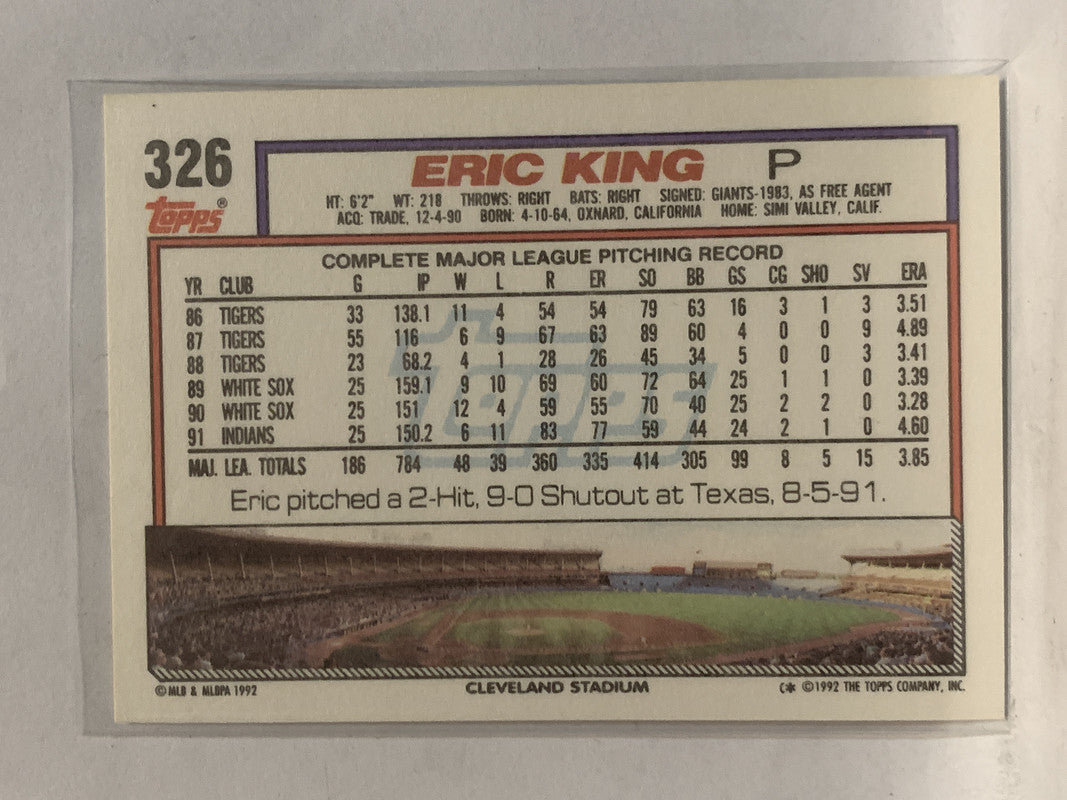 326
ERIC KING P
HT: 6'2" WT: 218 THROWS: RIGHT BATS: RIGHT SIGNED: GIANTS-1983, AS FREE AGENT
Topps®
ACQ: TRADE, 12-4-90 BORN: 4-10-64, OXNARD, CALIFORNIA HOME: SIMI VALLEY, CALIF.
COMPLETE MAJOR LEAGUE PITCHING RECORD
YR CLUB G IP W L R ER SO BB GS CG SHO SV ERA
86 TIGERS 33 138.1 11 4 54 54 79 63 16 3 1 3 3.51
87 TIGERS 55 116 6 9 67 63 89 60 4 0 0 9 4.89
88 TIGERS 23 68.2 4 1 28 26 45 34 5 0 0 3 3.41
89 WHITE SOX 25 159.1 9 10 69 60 72 64 25 1 1 0 3.39
90 WHITE SOX 25 151 12 4 59 55 70 40 25 2 2 0 3.28
91 INDIANS 25 150.2 6 11 83 77 59 44 24 2 1 0 4.60
MAJ. LEA. TOTALS 186 784 48 39 360 335 414 305 99 8 5 15 3.85
Topps
Eric pitched a 2-Hit, 9-0 Shutout at Texas, 8-5-91.
© MLB & MLBPA 1992 CLEVELAND STADIUM C* ©1992 THE TOPPS COMPANY, INC.